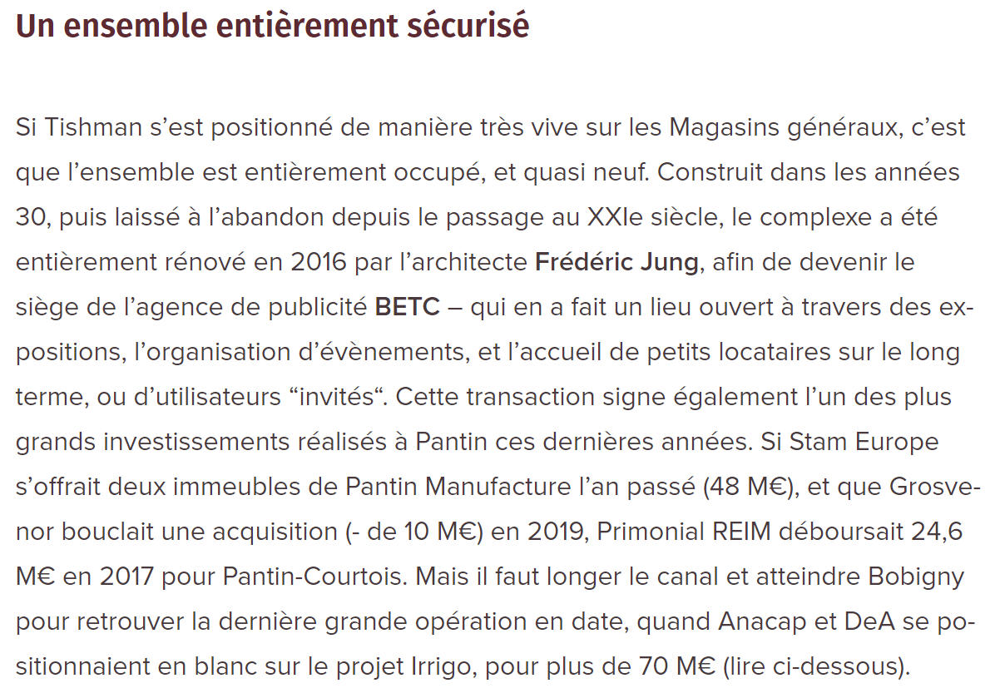 Un ensemble entièrement sécurisé
Si Tishman s’est positionné de manière très vive sur les Magasins généraux, c’est
que l’ensemble est entièrement occupé, et quasi neuf. Construit dans les années
30, puis laissé à l’abandon depuis le passage au XXIe siècle, le complexe a été
entièrement rénové en 2016 par l’architecte Frédéric Jung, afin de devenir le
siège de l’agence de publicité BETC – qui en a fait un lieu ouvert à travers des ex-
positions, l’organisation d’évènements, et l’accueil de petits locataires sur le long
terme, ou d’utilisateurs “invités“. Cette transaction signe également l’un des plus
grands investissements réalisés à Pantin ces dernières années. Si Stam Europe
s’offrait deux immeubles de Pantin Manufacture l’an passé (48 M€), et que Grosve-
nor bouclait une acquisition (- de 10 M€) en 2019, Primonial REIM déboursait 24,6
M€ en 2017 pour Pantin-Courtois. Mais il faut longer le canal et atteindre Bobigny
pour retrouver la dernière grande opération en date, quand Anacap et DeA se po-
sitionnaient en blanc sur le projet Irrigo, pour plus de 70 M€ (lire ci-dessous).